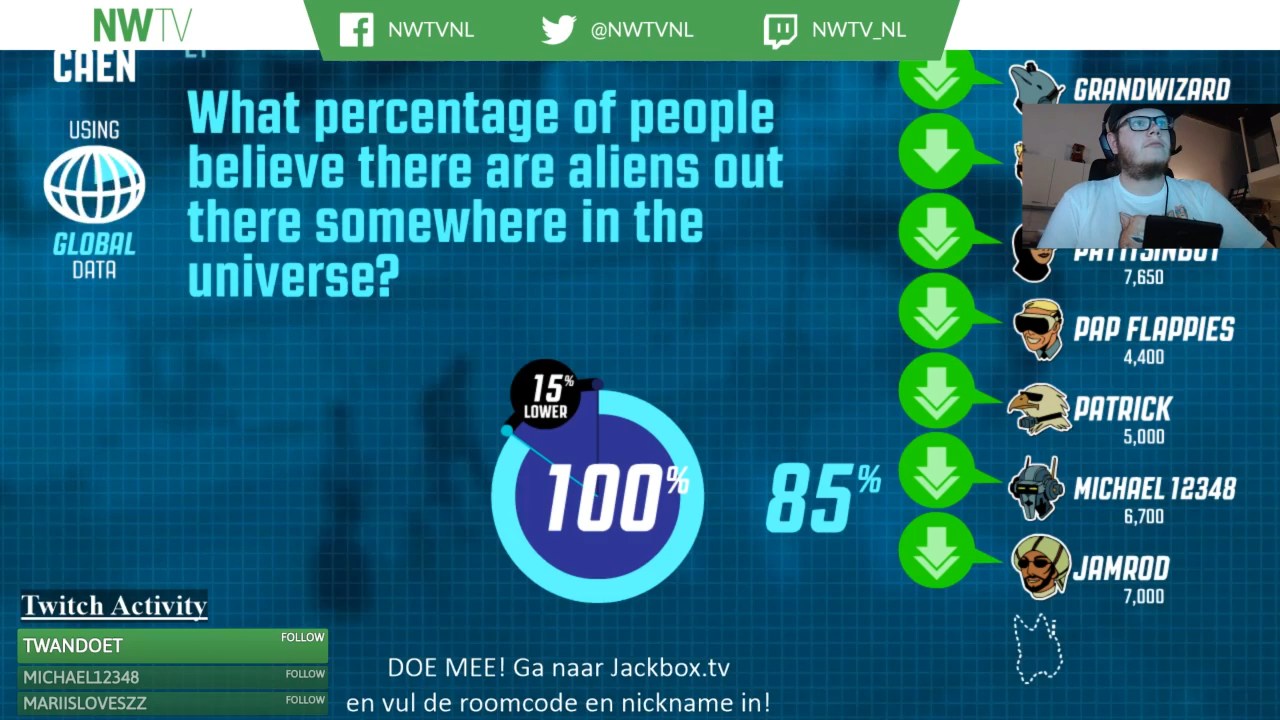 NWTV
NWTVNL
@NWTVNL
NWTV_NL
CAEN
USING
GLOBAL
DATA
What percentage of people
believe there are aliens out
there somewhere in the
universe?
15%
LOWER
100%
85%
GRANDWIZARD
7,650
PAP FLAPPIES
4,400
PATRICK
5,000
MICHAEL 12348
6,700
JAMROD
7,000
Twitch Activity
TWANDOET FOLLOW
MICHAEL12348 FOLLOW
MARIISLOVESZZ FOLLOW
DOE MEE! Ga naar Jackbox.tv
en vul de roomcode en nickname in!